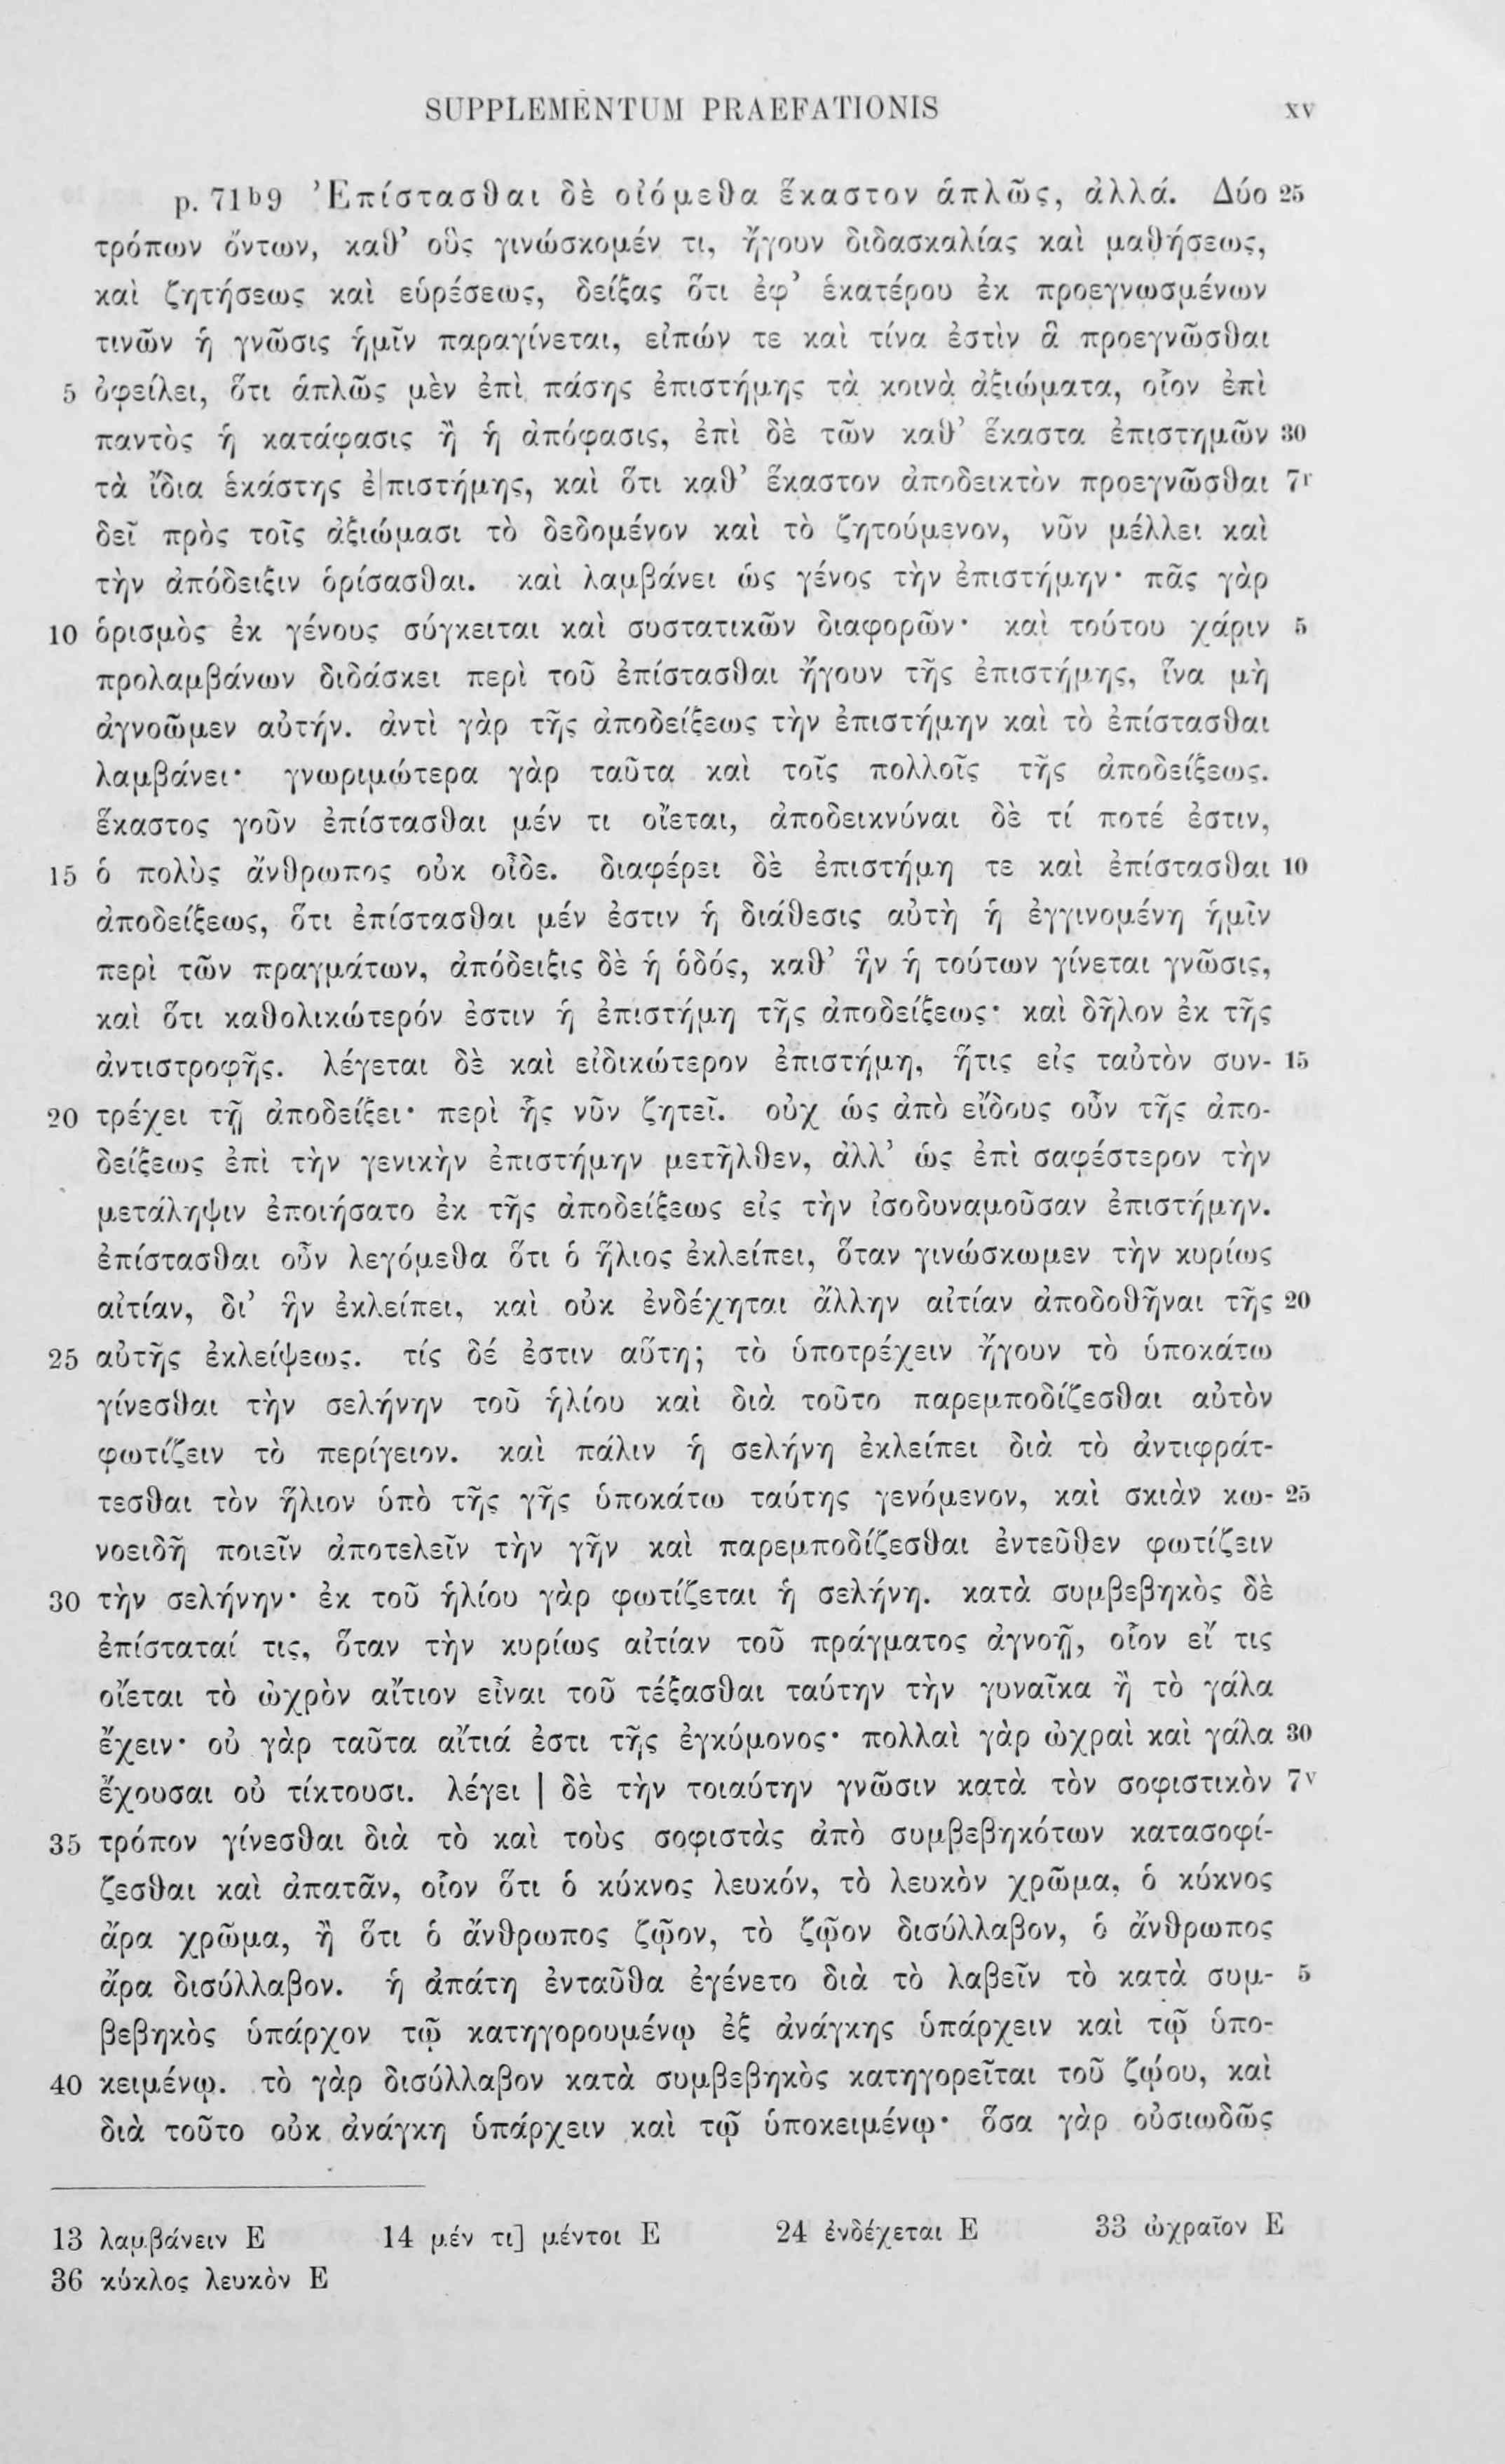 SUPPLEMENTUM PRAEFATIONIS xv
p. 71b9 Ἐπίστασθαι δὲ οἰόμεθα ἕκαστον ἁπλῶς, ἀλλά. Δύο 25
τρόπων ὄντων, καθ’ οὓς γινώσκομέν τι, ἤγουν διδασκαλίας καὶ μαθήσεως,
καὶ ζητήσεως καὶ εὑρέσεως, δείξας ὅτι ἐφ’ ἑκατέρου ἐκ προεγνωσμένων
τινῶν ἡ γνῶσις ἡμῖν παραγίνεται, εἰπών τε καὶ τίνα ἐστὶν ἃ προεγνῶσθαι
5 ὀφείλει, ὅτι ἁπλῶς μὲν ἐπὶ πάσης ἐπιστήμης τὰ κοινὰ ἀξιώματα, οἷον ἐπὶ
παντὸς ἡ κατάφασις ἢ ἡ ἀπόφασις, ἐπὶ δὲ τῶν καθ’ ἕκαστα ἐπιστημῶν 30
τὰ ἴδια ἑκάστης ἐ|πιστήμης, καὶ ὅτι καθ’ ἕκαστον ἀποδεικτὸν προεγνῶσθαι 7r
δεῖ πρὸς τοῖς ἀξιώμασι τὸ δεδομένον καὶ τὸ ζητούμενον, νῦν μέλλει καὶ
τὴν ἀπόδειξιν ὁρίσασθαι. καὶ λαμβάνει ὡς γένος τὴν ἐπιστήμην· πᾶς γὰρ
10 ὁρισμὸς ἐκ γένους σύγκειται καὶ συστατικῶν διαφορῶν· καὶ τούτου χάριν 5
προλαμβάνων διδάσκει περὶ τοῦ ἐπίστασθαι ἤγουν τῆς ἐπιστήμης, ἵνα μὴ
ἀγνοῶμεν αὐτήν. ἀντὶ γὰρ τῆς ἀποδείξεως τὴν ἐπιστήμην καὶ τὸ ἐπίστασθαι
λαμβάνει· γνωριμώτερα γὰρ ταῦτα καὶ τοῖς πολλοῖς τῆς ἀποδείξεως.
ἕκαστος γοῦν ἐπίστασθαι μέν τι οἴεται, ἀποδεικνύναι δὲ τί ποτέ ἐστιν,
15 ὁ πολὺς ἄνθρωπος οὐκ οἶδε. διαφέρει δὲ ἐπιστήμη τε καὶ ἐπίστασθαι 10
ἀποδείξεως, ὅτι ἐπίστασθαι μέν ἐστιν ἡ διάθεσις αὐτὴ ἡ ἐγγινομένη ἡμῖν
περὶ τῶν πραγμάτων, ἀπόδειξις δὲ ἡ ὁδός, καθ’ ἣν ἡ τούτων γίνεται γνῶσις,
καὶ ὅτι καθολικώτερόν ἐστιν ἡ ἐπιστήμη τῆς ἀποδείξεως· καὶ δῆλον ἐκ τῆς
ἀντιστροφῆς. λέγεται δὲ καὶ εἰδικώτερον ἐπιστήμη, ἥτις εἰς ταὐτὸν συν- 15
20 τρέχει τῇ ἀποδείξει· περὶ ἧς νῦν ζητεῖ. οὐχ ὡς ἀπὸ εἴδους οὖν τῆς ἀπο-
δείξεως ἐπὶ τὴν γενικὴν ἐπιστήμην μετῆλθεν, ἀλλ’ ὡς ἐπὶ σαφέστερον τὴν
μετάληψιν ἐποιήσατο ἐκ τῆς ἀποδείξεως εἰς τὴν ἰσοδυναμοῦσαν ἐπιστήμην.
ἐπίστασθαι οὖν λεγόμεθα ὅτι ὁ ἥλιος ἐκλείπει, ὅταν γινώσκωμεν τὴν κυρίως
αἰτίαν, δι’ ἣν ἐκλείπει, καὶ οὐκ ἐνδέχηται ἄλλην αἰτίαν ἀποδοθῆναι τῆς 20
25 αὐτῆς ἐκλείψεως. τίς δέ ἐστιν αὕτη; τὸ ὑποτρέχειν ἤγουν τὸ ὑποκάτω
γίνεσθαι τὴν σελήνην τοῦ ἡλίου καὶ διὰ τοῦτο παρεμποδίζεσθαι αὐτὸν
φωτίζειν τὸ περίγειον. καὶ πάλιν ἡ σελήνη ἐκλείπει διὰ τὸ ἀντιφράτ-
τεσθαι τὸν ἥλιον ὑπὸ τῆς γῆς ὑποκάτω ταύτης γενόμενον, καὶ σκιὰν κω- 25
νοειδῆ ποιεῖν ἀποτελεῖν τὴν γῆν καὶ παρεμποδίζεσθαι ἐντεῦθεν φωτίζειν
30 τὴν σελήνην· ἐκ τοῦ ἡλίου γὰρ φωτίζεται ἡ σελήνη. κατὰ συμβεβηκὸς δὲ
ἐπίσταταί τις, ὅταν τὴν κυρίως αἰτίαν τοῦ πράγματος ἀγνοῇ, οἷον εἴ τις
οἴεται τὸ ὠχρὸν αἴτιον εἶναι τοῦ τέξασθαι ταύτην τὴν γυναῖκα ἢ τὸ γάλα
ἔχειν· οὐ γὰρ ταῦτα αἴτιά ἐστι τῆς ἐγκύμονος· πολλαὶ γὰρ ὠχραὶ καὶ γάλα 30
ἔχουσαι οὐ τίκτουσι. λέγει | δὲ τὴν τοιαύτην γνῶσιν κατὰ τὸν σοφιστικὸν 7v
35 τρόπον γίνεσθαι διὰ τὸ καὶ τοὺς σοφιστὰς ἀπὸ συμβεβηκότων κατασοφί-
ζεσθαι καὶ ἀπατᾶν, οἷον ὅτι ὁ κύκνος λευκόν, τὸ λευκὸν χρῶμα, ὁ κύκνος
ἄρα χρῶμα, ἢ ὅτι ὁ ἄνθρωπος ζῷον, τὸ ζῷον δισύλλαβον, ὁ ἄνθρωπος
ἄρα δισύλλαβον. ἡ ἀπάτη ἐνταῦθα ἐγένετο διὰ τὸ λαβεῖν τὸ κατὰ συμ- 5
βεβηκὸς ὑπάρχον τῷ κατηγορουμένῳ ἐξ ἀνάγκης ὑπάρχειν καὶ τῷ ὑπο-
40 κειμένῳ. τὸ γὰρ δισύλλαβον κατὰ συμβεβηκὸς κατηγορεῖται τοῦ ζῴου, καὶ
διὰ τοῦτο οὐκ ἀνάγκη ὑπάρχειν καὶ τῷ ὑποκειμένῳ· ὅσα γὰρ οὐσιωδῶς
13 λαμβάνειν E 14 μέν τι] μέντοι E 24 ἐνδέχεται E 33 ὠχραῖον E
36 κύκλος λευκὸν E